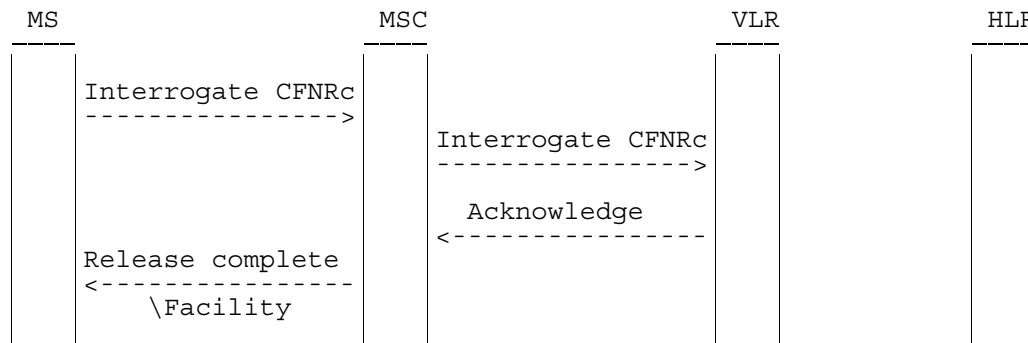 MS MSC VLR HLR
Interrogate CFNRc
----------------->
Interrogate CFNRc
----------------->
Acknowledge
<-----------------
Release complete
<-----------------
\Facility